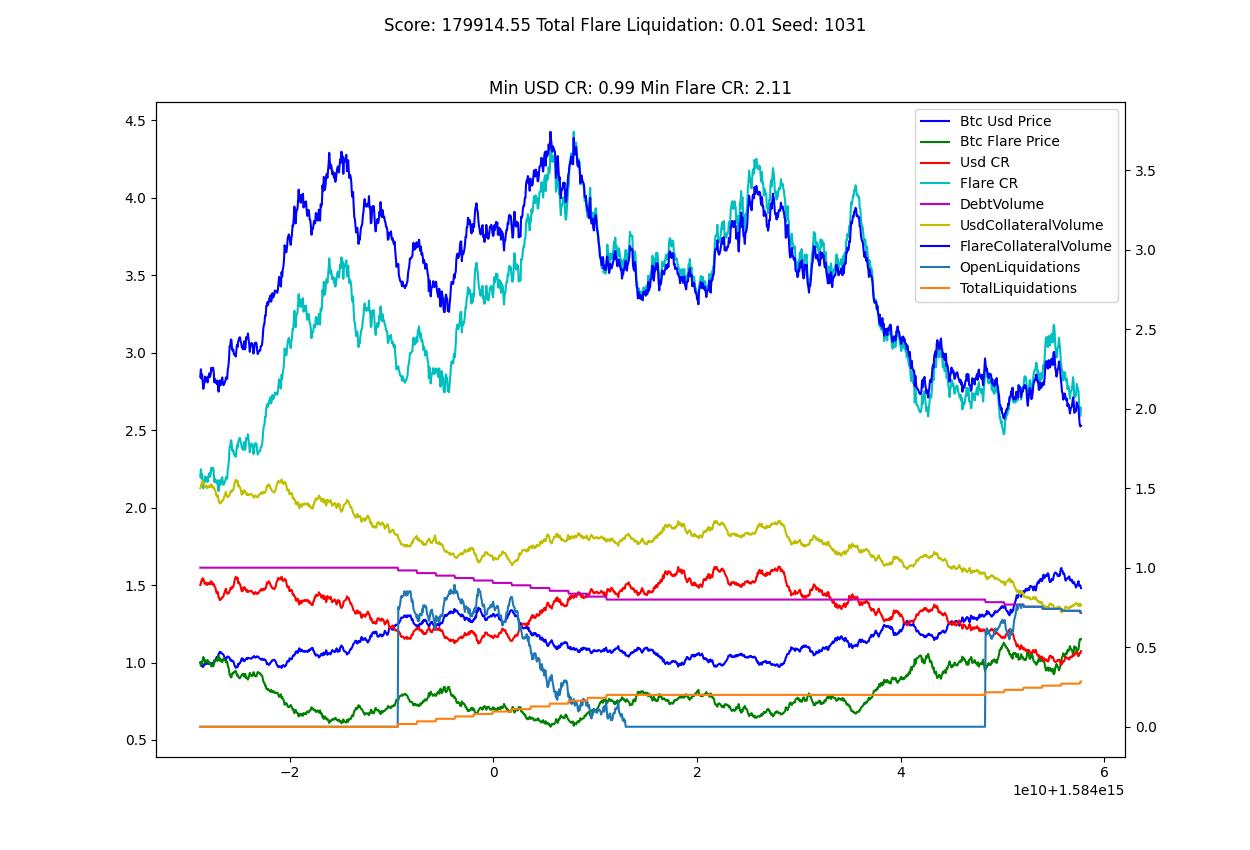 Score: 179914.55 Total Flare Liquidation: 0.01 Seed: 1031
Min USD CR: 0.99 Min Flare CR: 2.11
4.5
4.0
3.5
3.0
2.5
2.0
1.5
1.0
0.5
Btc Usd Price
Btc Flare Price
Usd CR
Flare CR
DebtVolume
UsdCollateralVolume
FlareCollateralVolume
OpenLiquidations
TotalLiquidations
3.5
3.0
2.5
2.0
1.5
1.0
0.5
0.0
−2 0 2 4 6
1e10+1.584e15